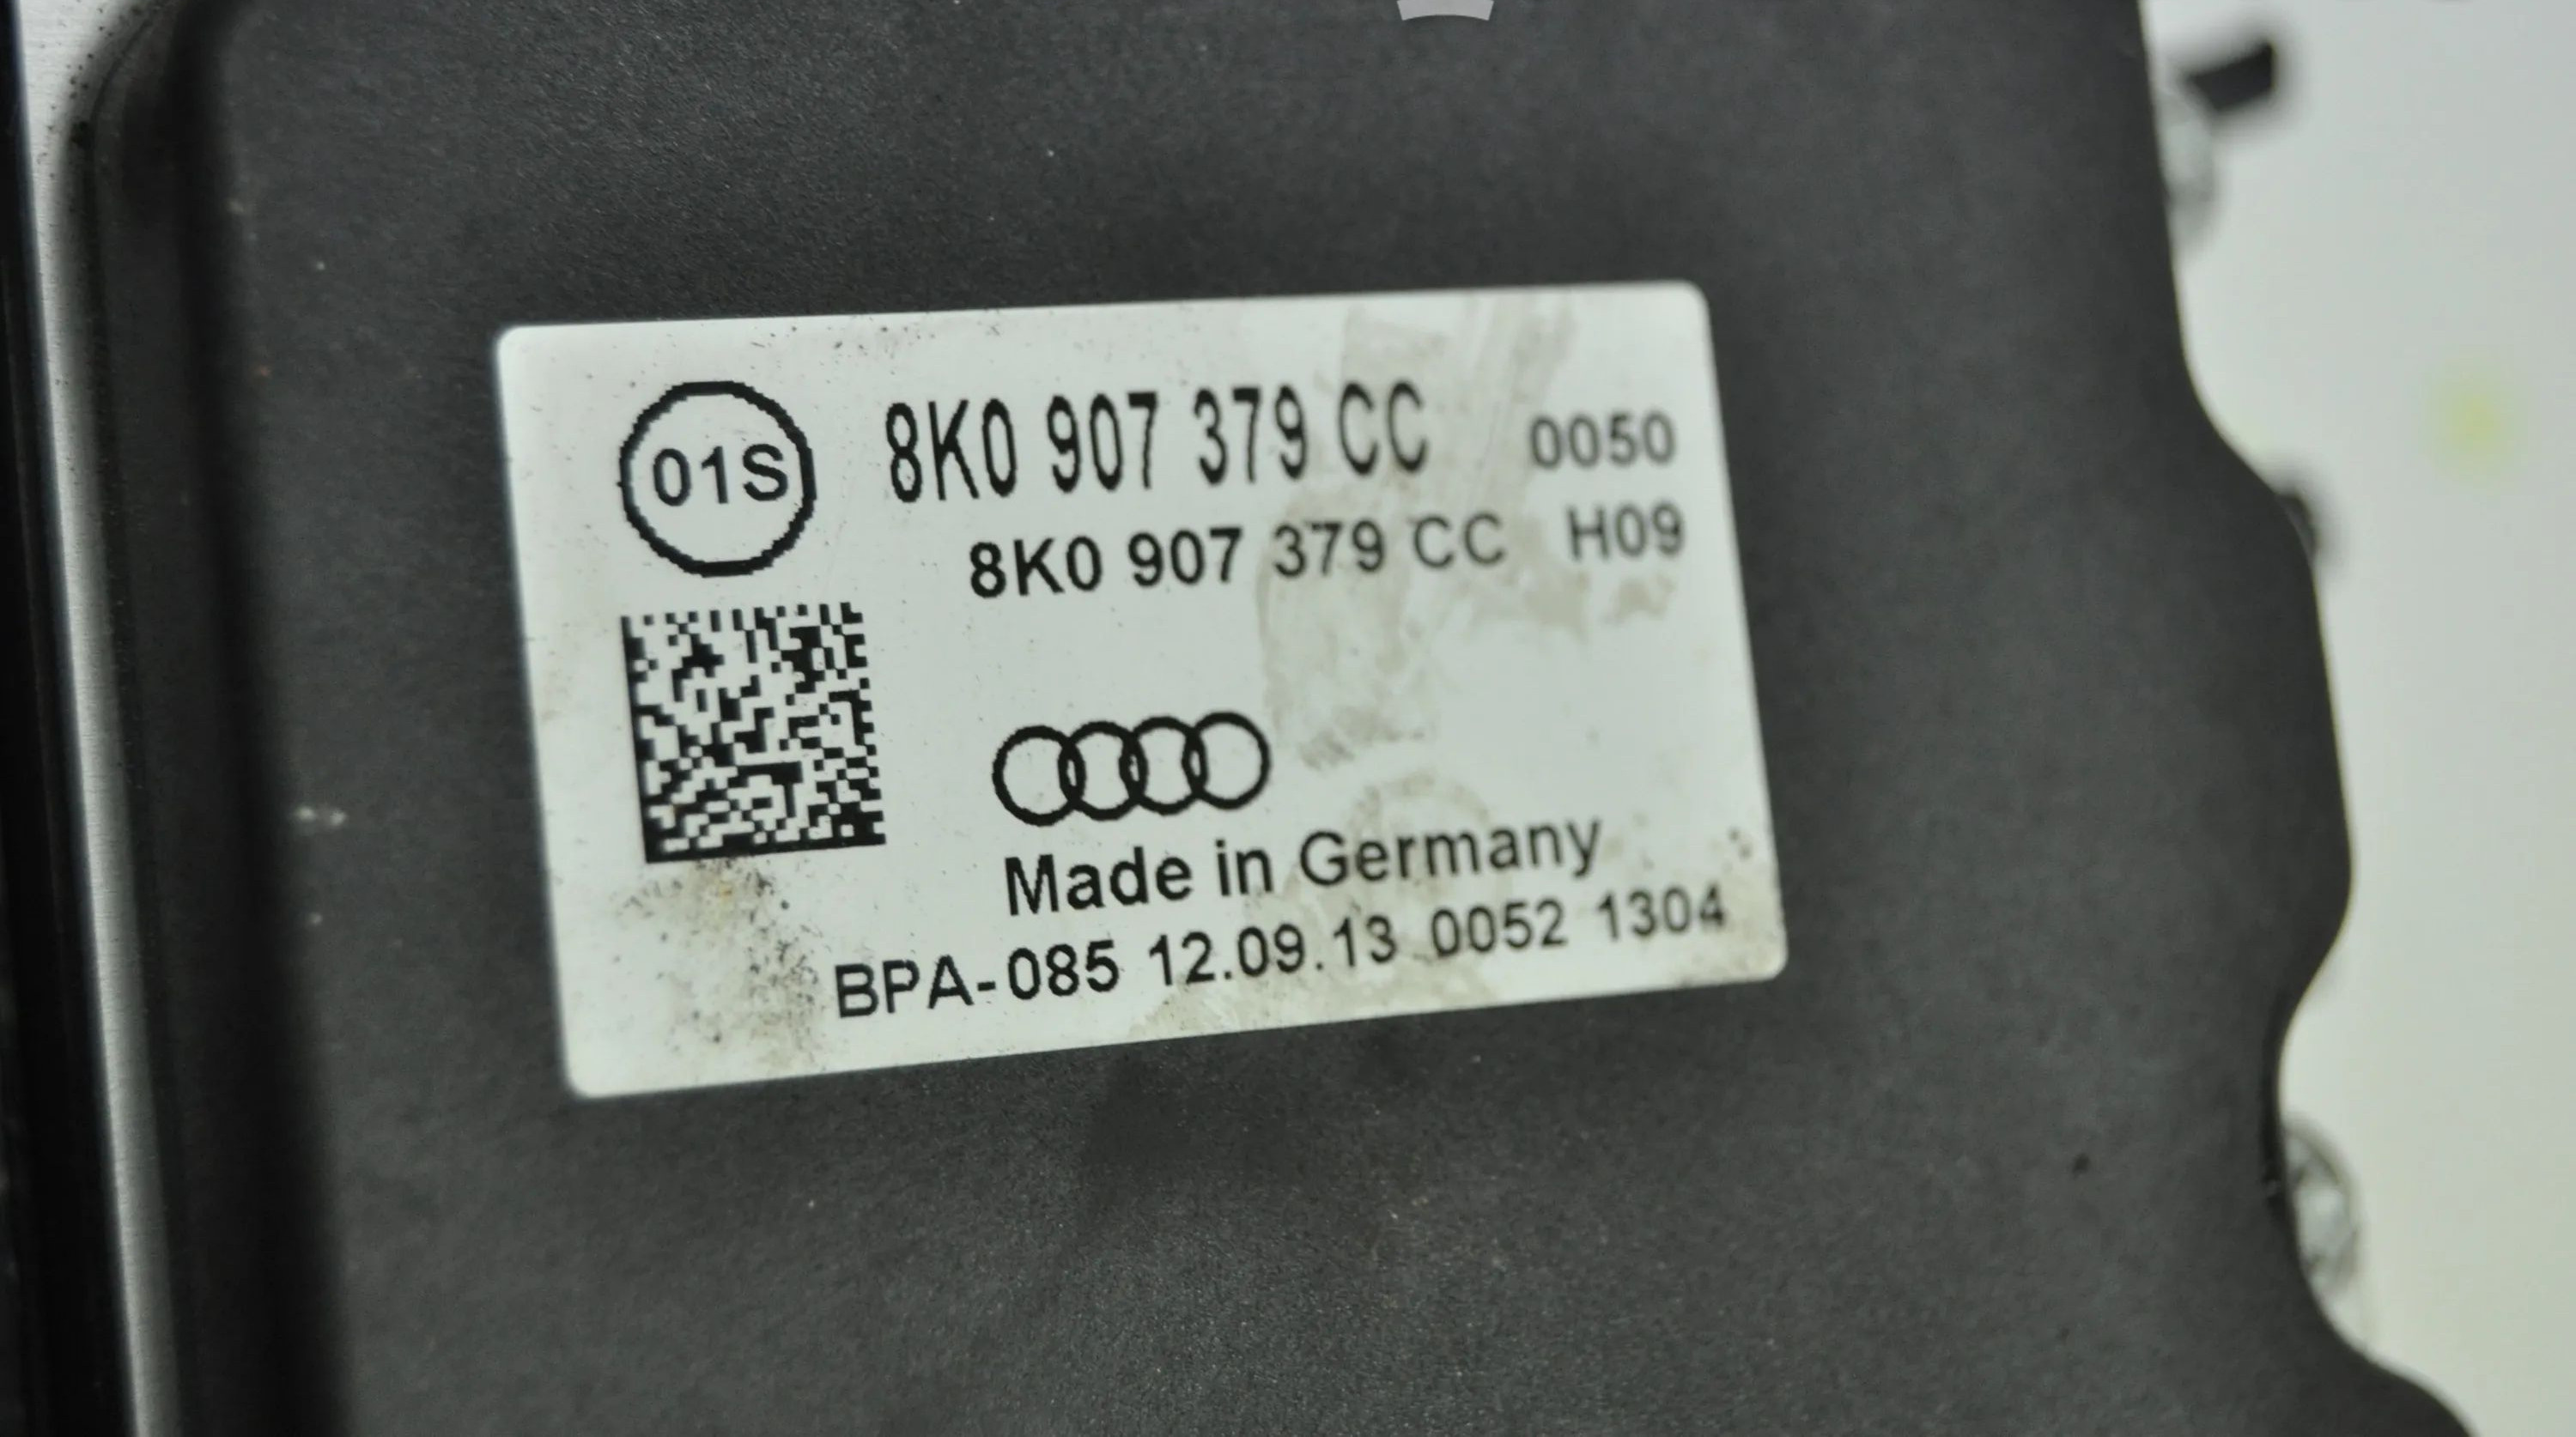 01S 8K0 907 379 CC 0050
8K0 907 379 CC H09
Made in Germany
BPA-085 12.09.13 0052 1304